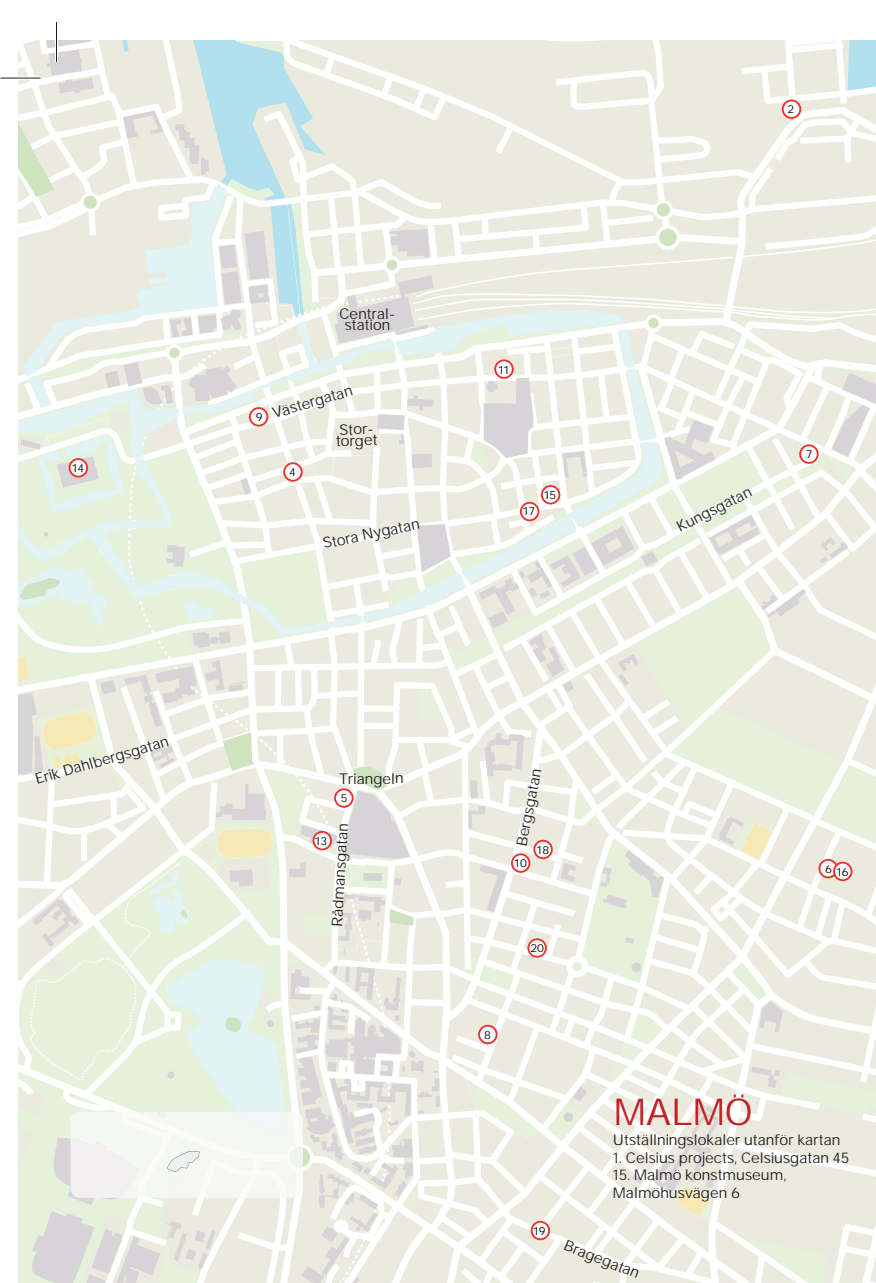 2
Central-
station
11
9
Västergatan
Stor-
torget
7
14
4
15
17
Kungsgatan
Stora Nygatan
Erik Dahlbergsgatan
Triangeln
5
Bergsgatan
13
Rådmansgatan
18
10
6
16
20
8
MALMÖ
Utställningslokaler utanför kartan
1. Celsius projects, Celsiusgatan 45
15. Malmö konstmuseum,
Malmöhusvägen 6
19
Bragegatan